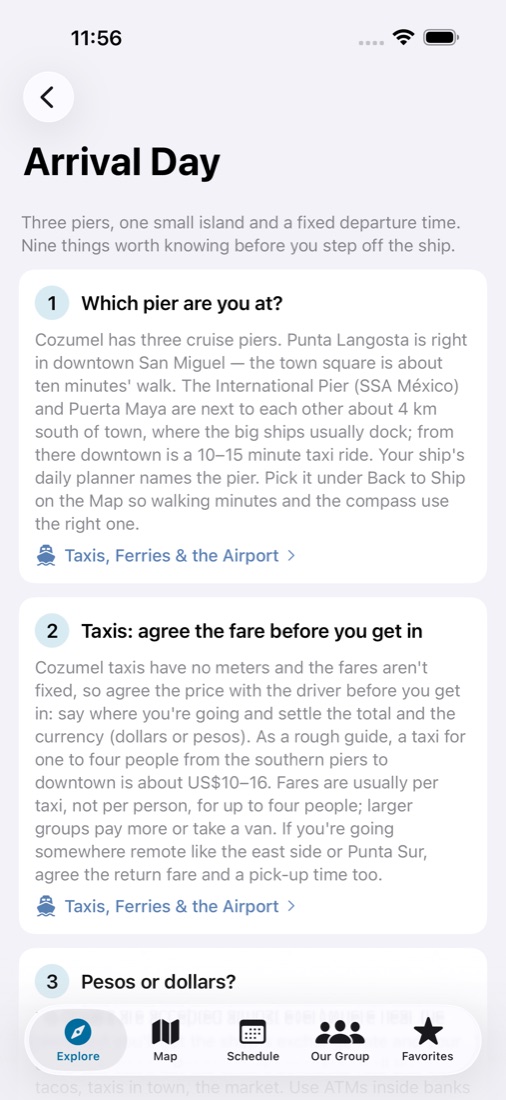 11:56
Arrival Day
Three piers, one small island and a fixed departure time.
Nine things worth knowing before you step off the ship.
1 Which pier are you at?
Cozumel has three cruise piers. Punta Langosta is right
in downtown San Miguel — the town square is about
ten minutes' walk. The International Pier (SSA México)
and Puerta Maya are next to each other about 4 km
south of town, where the big ships usually dock; from
there downtown is a 10–15 minute taxi ride. Your ship's
daily planner names the pier. Pick it under Back to Ship
on the Map so walking minutes and the compass use
the right one.
Taxis, Ferries & the Airport
2 Taxis: agree the fare before you get in
Cozumel taxis have no meters and the fares aren't
fixed, so agree the price with the driver before you get
in: say where you're going and settle the total and the
currency (dollars or pesos). As a rough guide, a taxi for
one to four people from the southern piers to
downtown is about US$10–16. Fares are usually per
taxi, not per person, for up to four people; larger
groups pay more or take a van. If you're going
somewhere remote like the east side or Punta Sur,
agree the return fare and a pick-up time too.
Taxis, Ferries & the Airport
3 Pesos or dollars?
Explore Map Schedule Our Group Favorites
tacos, taxis in town, the market. Use ATMs inside banks